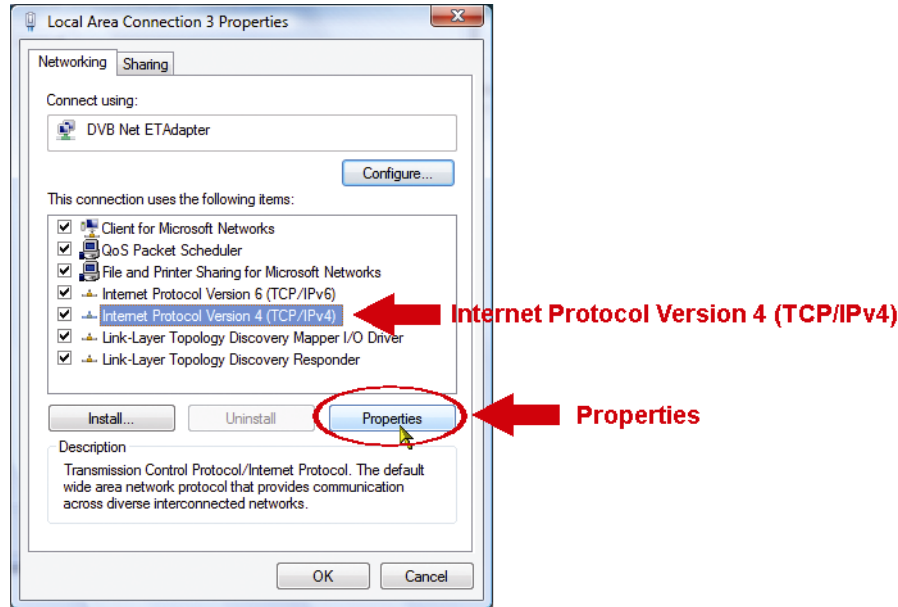 Local Area Connection 3 Properties
Networking
Sharing
Connect using:
DVB Net ETAdapter
Configure...
This connection uses the following items:
Client for Microsoft Networks
QoS Packet Scheduler
File and Printer Sharing for Microsoft Networks
Internet Protocol Version 6 (TCP/IPv6)
Internet Protocol Version 4 (TCP/IPv4)
Internet Protocol Version 4 (TCP/IPv4)
Link-Layer Topology Discovery Mapper I/O Driver
Link-Layer Topology Discovery Responder
Install...
Uninstall
Properties
Properties
Description
Transmission Control Protocol/Internet Protocol. The default
wide area network protocol that provides communication
across diverse interconnected networks.
OK
Cancel